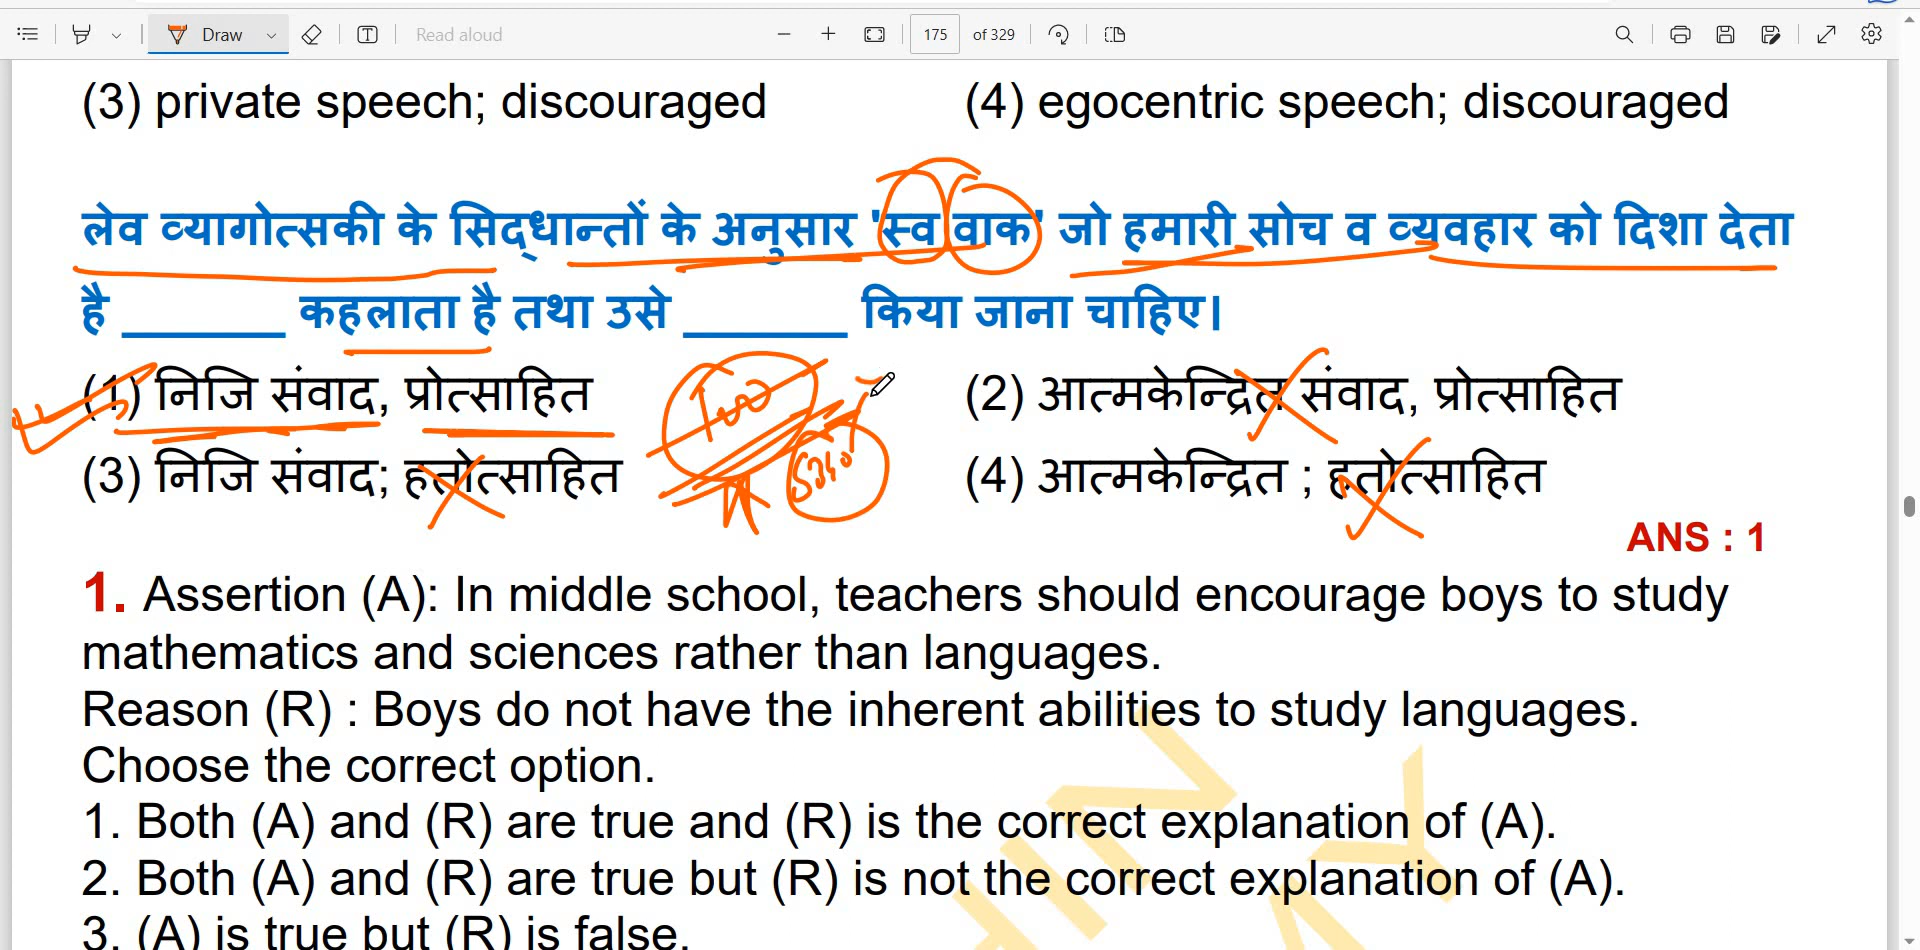 Draw
Read aloud
175 of 329
(3) private speech; discouraged (4) egocentric speech; discouraged
लेव व्यागोत्सकी के सिद्धान्तों के अनुसार 'स्व वाक' जो हमारी सोच व व्यवहार को दिशा देता
है _______ कहलाता है तथा उसे _______ किया जाना चाहिए।
(1) निजि संवाद, प्रोत्साहित (2) आत्मकेन्द्रित संवाद, प्रोत्साहित
(3) निजि संवाद; हतोत्साहित (4) आत्मकेन्द्रित ; हतोत्साहित
ANS : 1
1. Assertion (A): In middle school, teachers should encourage boys to study
mathematics and sciences rather than languages.
Reason (R) : Boys do not have the inherent abilities to study languages.
Choose the correct option.
1. Both (A) and (R) are true and (R) is the correct explanation of (A).
2. Both (A) and (R) are true but (R) is not the correct explanation of (A).
3. (A) is true but (R) is false.